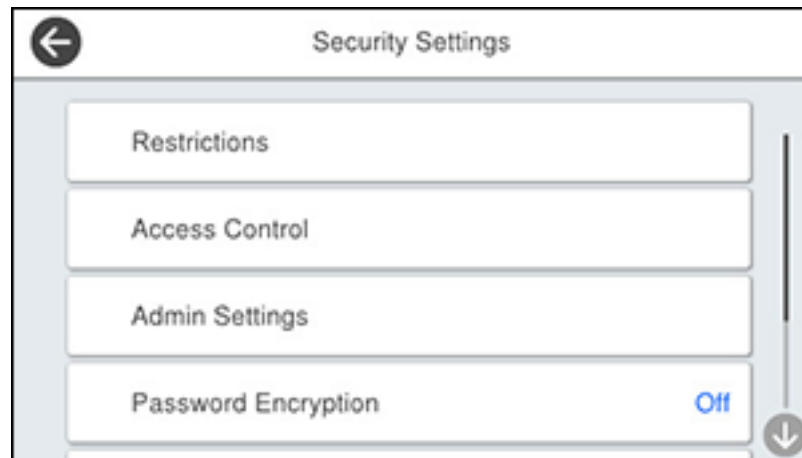 Security Settings
Restrictions
Access Control
Admin Settings
Password Encryption Off